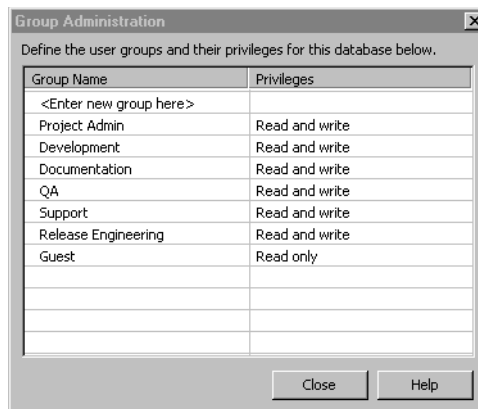 Group Administration
Define the user groups and their privileges for this database below.
Group Name Privileges
<Enter new group here>
Project Admin Read and write
Development Read and write
Documentation Read and write
QA Read and write
Support Read and write
Release Engineering Read and write
Guest Read only
Close Help